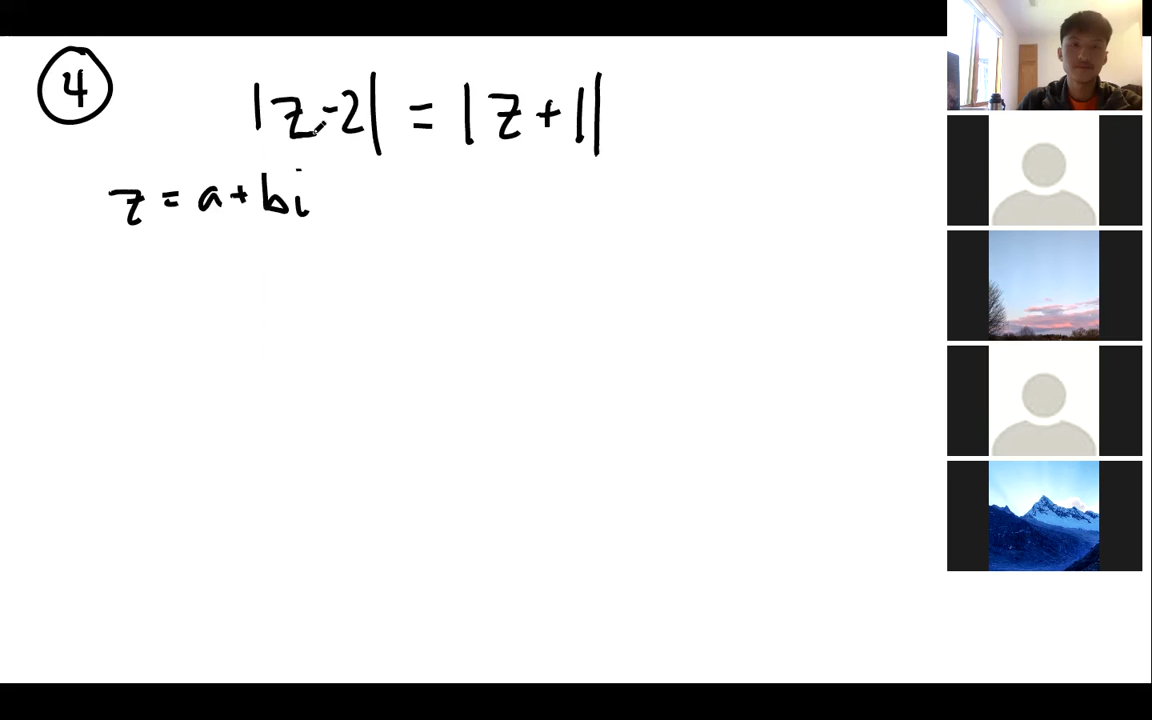 4
|z-2| = |z+1|
z = a+bi